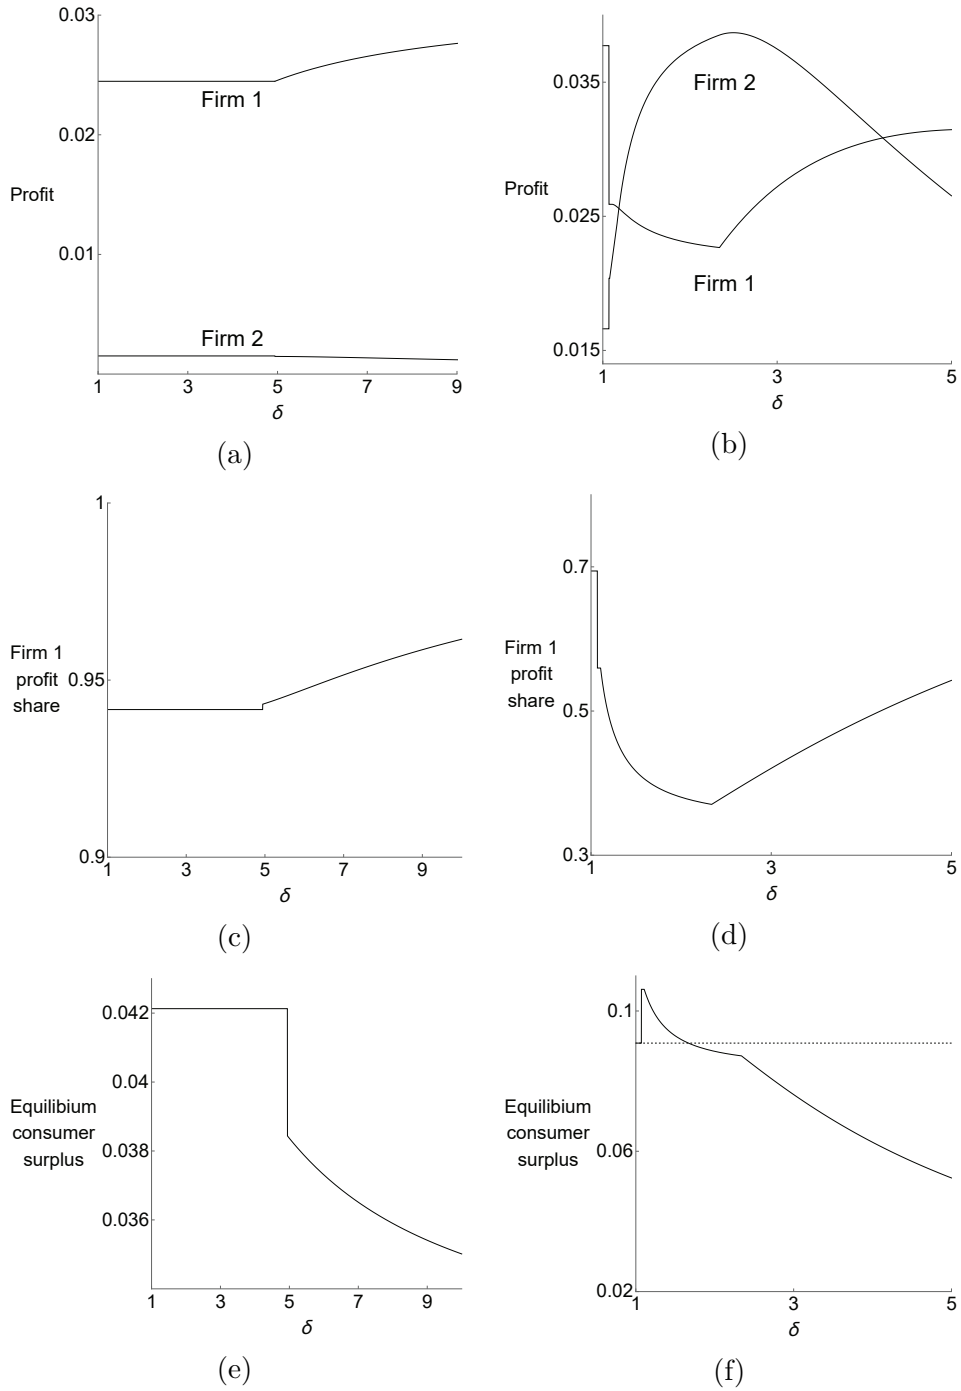 0.03
Firm 1
0.02
Profit
0.01
Firm 2
1 3 5 7 9
δ
(a)
0.035
Firm 2
Profit
0.025
Firm 1
0.015
1 3 5
δ
(b)
1
Firm 1
profit 0.95
share
0.9
1 3 5 7 9
δ
(c)
0.7
Firm 1
profit
share 0.5
0.3
1 3 5
δ
(d)
0.042
0.04
Equilibium
consumer
surplus
0.038
0.036
1 3 5 7 9
δ
(e)
0.1
Equilibium
consumer
surplus 0.06
0.02
1 3 5
δ
(f)